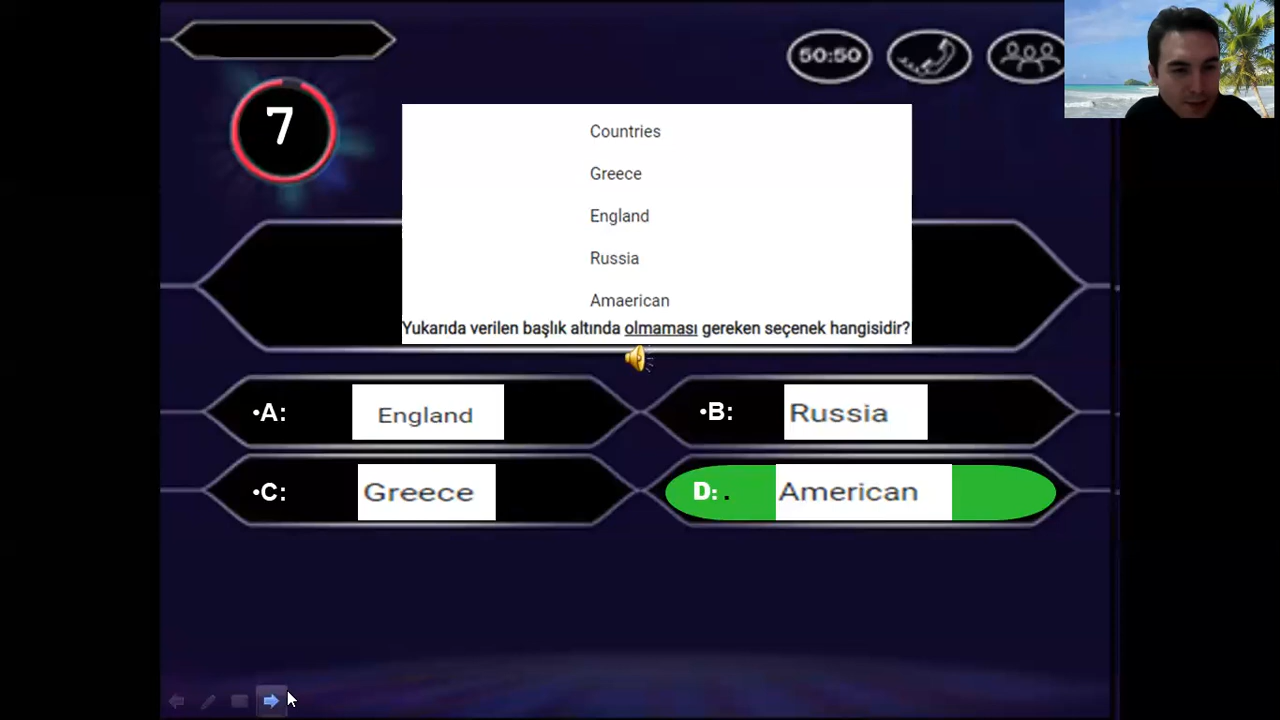 50:50
7
Countries
Greece
England
Russia
Amaerican
Yukarıda verilen başlık altında olmaması gereken seçenek hangisidir?
•A: England
•B: Russia
•C: Greece
D: . American